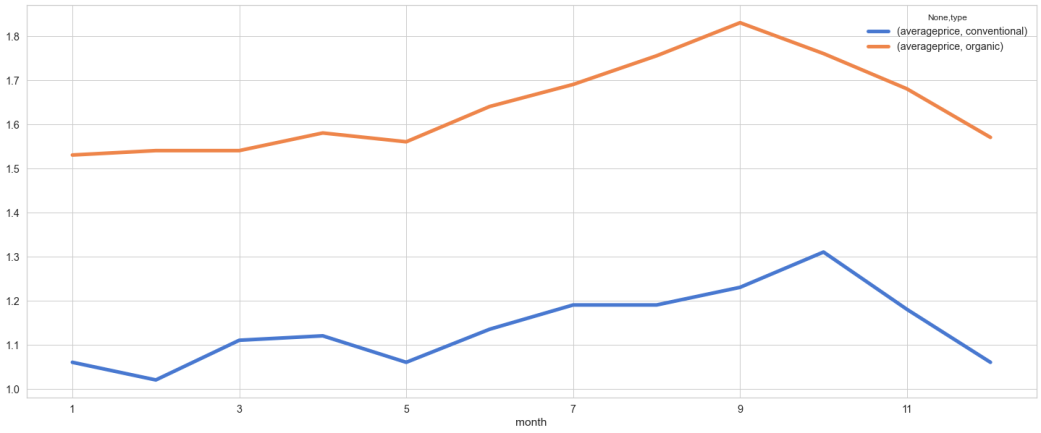 None,type
(averageprice, conventional)
(averageprice, organic)
1.8
1.7
1.6
1.5
1.4
1.3
1.2
1.1
1.0
1 3 5 7 9 11
month